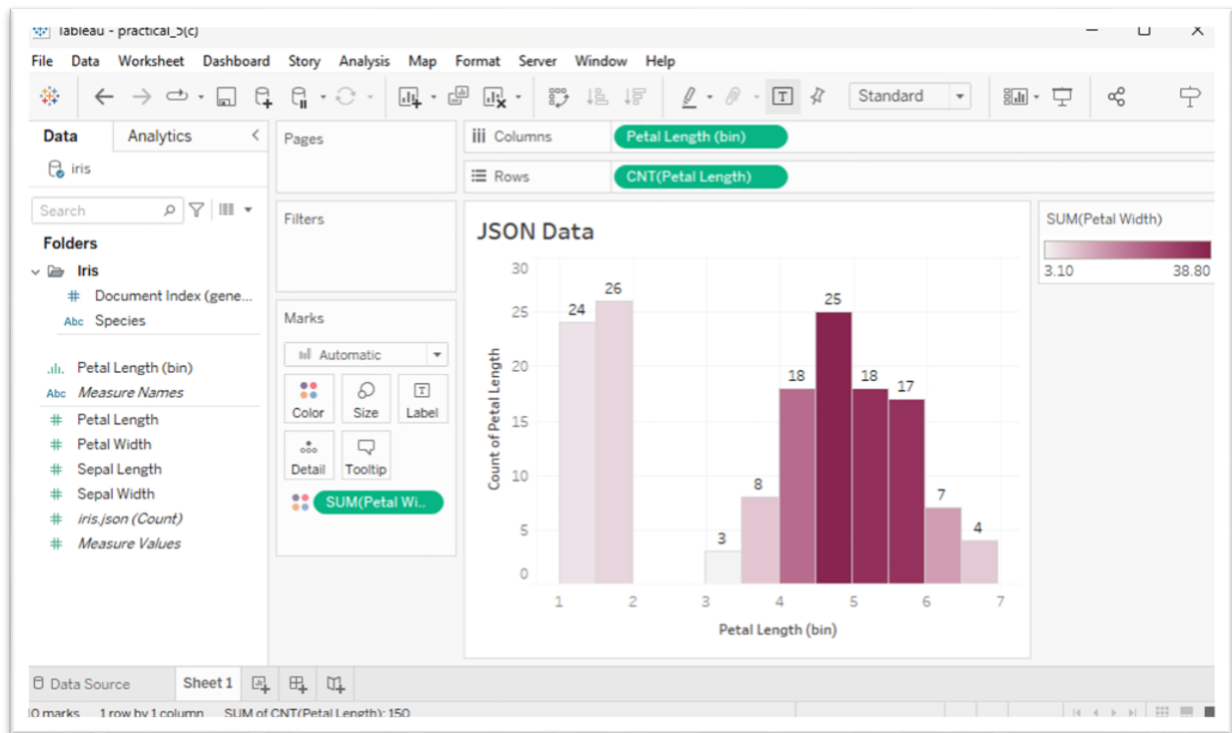 Tableau - practical_5(c)
File Data Worksheet Dashboard Story Analysis Map Format Server Window Help
Standard
Data Analytics
iris
Search
Folders
Iris
# Document Index (gene...
Abc Species
Petal Length (bin)
Abc Measure Names
# Petal Length
# Petal Width
# Sepal Length
# Sepal Width
# iris.json (Count)
# Measure Values
Pages
Filters
Marks
Automatic
Color Size Label
Detail Tooltip
SUM(Petal Wi..
Columns Petal Length (bin)
Rows CNT(Petal Length)
JSON Data
Count of Petal Length
30
25
20
15
10
5
0
24 26 3 8 18 25 18 17 7 4
1 2 3 4 5 6 7
Petal Length (bin)
SUM(Petal Width)
3.10 38.80
Data Source Sheet 1
10 marks 1 row by 1 column SUM of CNT(Petal Length): 150